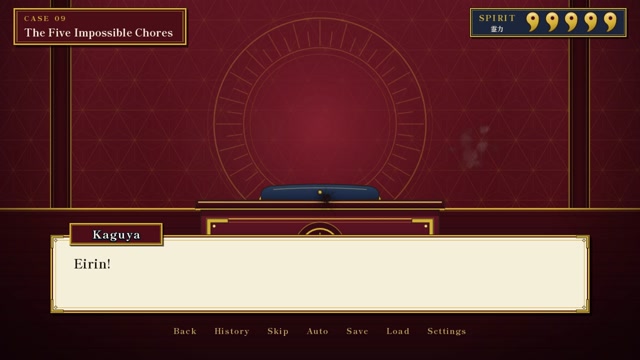 CASE 09
The Five Impossible Chores
SPIRIT
霊力
Kaguya
Eirin!
Back History Skip Auto Save Load Settings